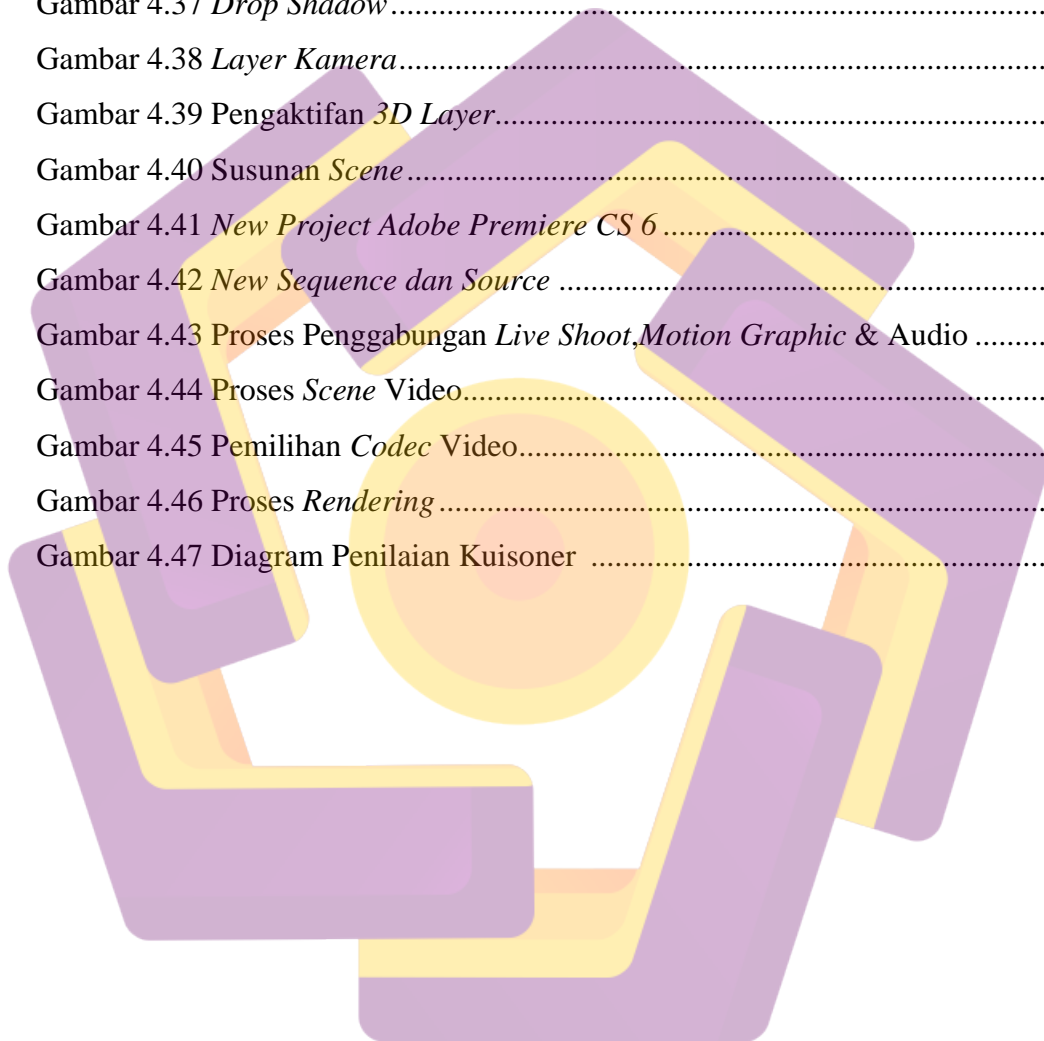 Gambar 4.37 Drop Shadow........................................................................
Gambar 4.38 Layer Kamera........................................................................
Gambar 4.39 Pengaktifan 3D Layer............................................................
Gambar 4.40 Susunan Scene.......................................................................
Gambar 4.41 New Project Adobe Premiere CS 6 ......................................
Gambar 4.42 New Sequence dan Source ...................................................
Gambar 4.43 Proses Penggabungan Live Shoot,Motion Graphic & Audio .........
Gambar 4.44 Proses Scene Video................................................................
Gambar 4.45 Pemilihan Codec Video.........................................................
Gambar 4.46 Proses Rendering...................................................................
Gambar 4.47 Diagram Penilaian Kuisoner ................................................